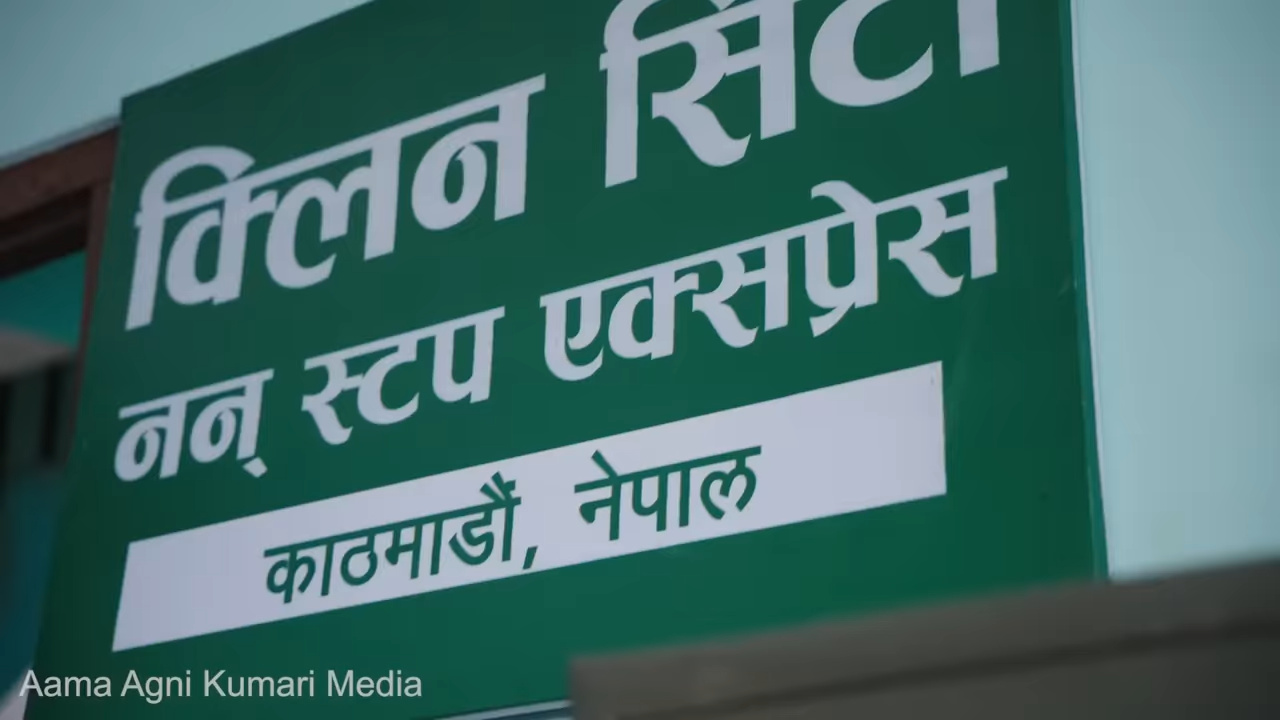 क्लिन सिटी
नन् स्टप एक्सप्रेस
काठमाडौं, नेपाल
Aama Agni Kumari Media